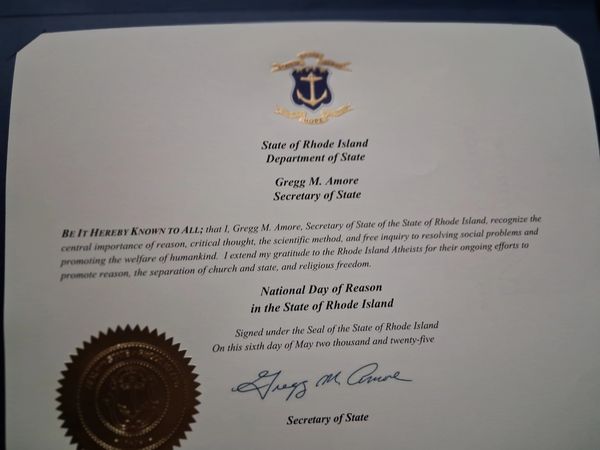 HOPE
State of Rhode Island
Department of State
Gregg M. Amore
Secretary of State
BE IT HEREBY KNOWN TO ALL; that I, Gregg M. Amore, Secretary of State of the State of Rhode Island, recognize the
central importance of reason, critical thought, the scientific method, and free inquiry to resolving social problems and
promoting the welfare of humankind. I extend my gratitude to the Rhode Island Atheists for their ongoing efforts to
promote reason, the separation of church and state, and religious freedom.
National Day of Reason
in the State of Rhode Island
Signed under the Seal of the State of Rhode Island
On this sixth day of May two thousand and twenty-five
Gregg M Amore
Secretary of State